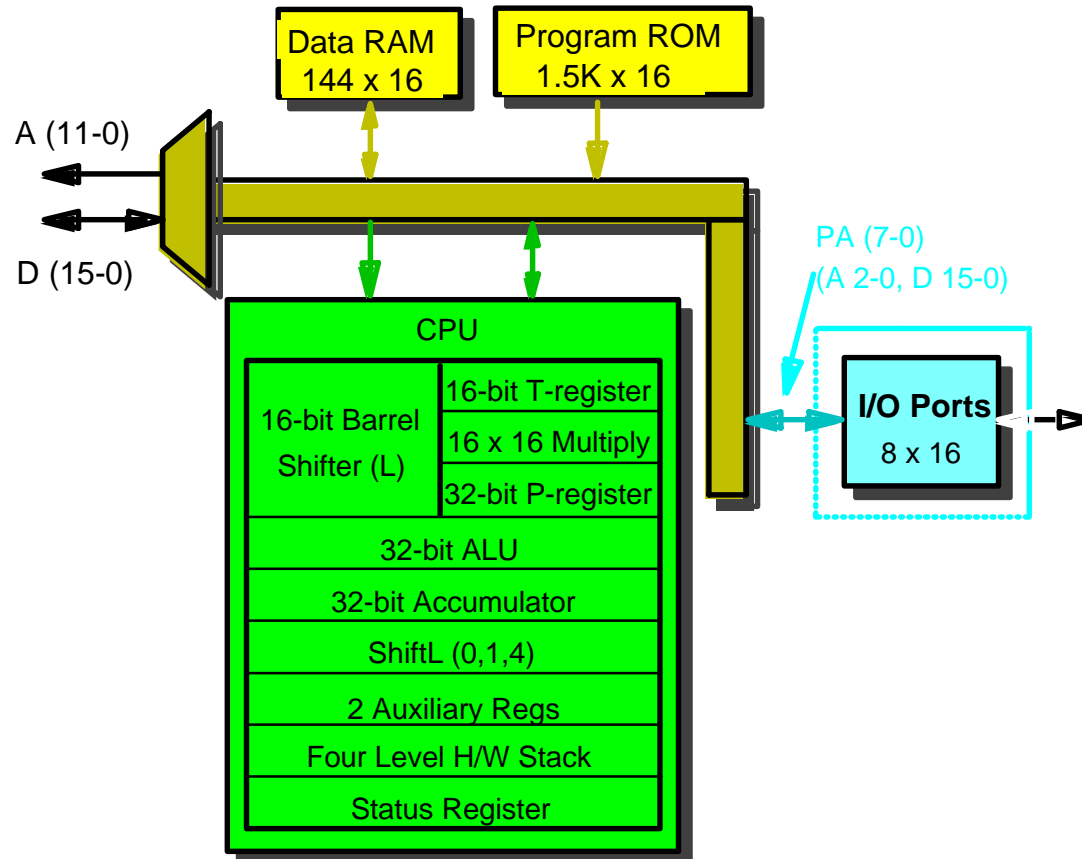 Data RAM
144 x 16
Program ROM
1.5K x 16
A (11-0)
D (15-0)
PA (7-0)
(A 2-0, D 15-0)
CPU
16-bit Barrel
Shifter (L)
16-bit T-register
16 x 16 Multiply
32-bit P-register
32-bit ALU
32-bit Accumulator
ShiftL (0,1,4)
2 Auxiliary Regs
Four Level H/W Stack
Status Register
I/O Ports
8 x 16